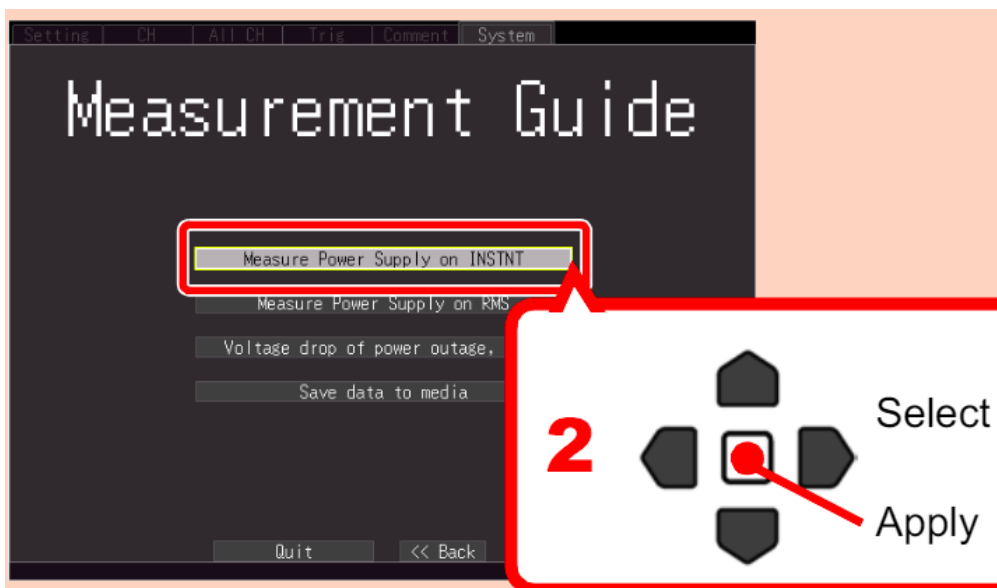 Setting CH All CH Trig Comment System
Measurement Guide
Measure Power Supply on INSTNT
Measure Power Supply on RMS
Voltage drop of power outage,
Save data to media
Quit << Back
2
Select
Apply